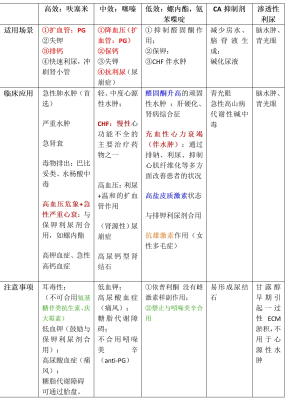 高效：呋塞米
中效：噻嗪
低效：螺内酯，氨苯喋啶
CA 抑制剂
渗透性利尿
适用场景
①扩血管：PG
②失钾
③排钙
④快速利尿，冲刷肾小管
①降血压（扩血管：PG）
②保钙
③失钾
④抗利尿（尿崩症）
①抑制醛固酮作用；
②保钾；
③CHF伴水肿
减少房水、脑脊液生成；
碱化尿液
脑水肿、青光眼
临床应用
急性肺水肿（首选）
严重水肿
急肾衰
毒物排出：巴比妥类、水杨酸中毒
高血压危象+急性严重心衰：与保钾利尿剂合用，如螺内酯
高钾血症、急性高钙血症
轻、中度心源性水肿；
CHF：慢性心功能不全的主要治疗药物之一
高血压：利尿+温和的扩血管作用
（肾源性）尿崩症
高尿钙型肾结石
醛固酮升高的顽固性水肿：肝硬化、肾病综合征
充血性心力衰竭（伴水肿）：通过排钠、利尿、抑制心肌纤维化等多方面改善患者的状况
高盐皮质激素状态
与排钾利尿剂合用
抗雄激素作用（女性多毛症）
青光眼
急性高山病
代谢性碱中毒
脑水肿、青光眼
注意事项
耳毒性；
（不可合用氨基糖苷类抗生素、庆大霉素）
低血钾（鼓励与保钾利尿剂合用）；
高尿酸血症（痛风）；
糖脂代谢障碍
可通过胎盘。
低血钾；
高尿酸血症（痛风）；
糖脂代谢障碍；
不合用吲哚美辛（anti-PG）
①依普利酮 没有雌激素样副作用；
②禁止与吲哚美辛合用
易形成尿结石
甘露醇早期引起一过性 ECM 淤积，不用于心源性水肿